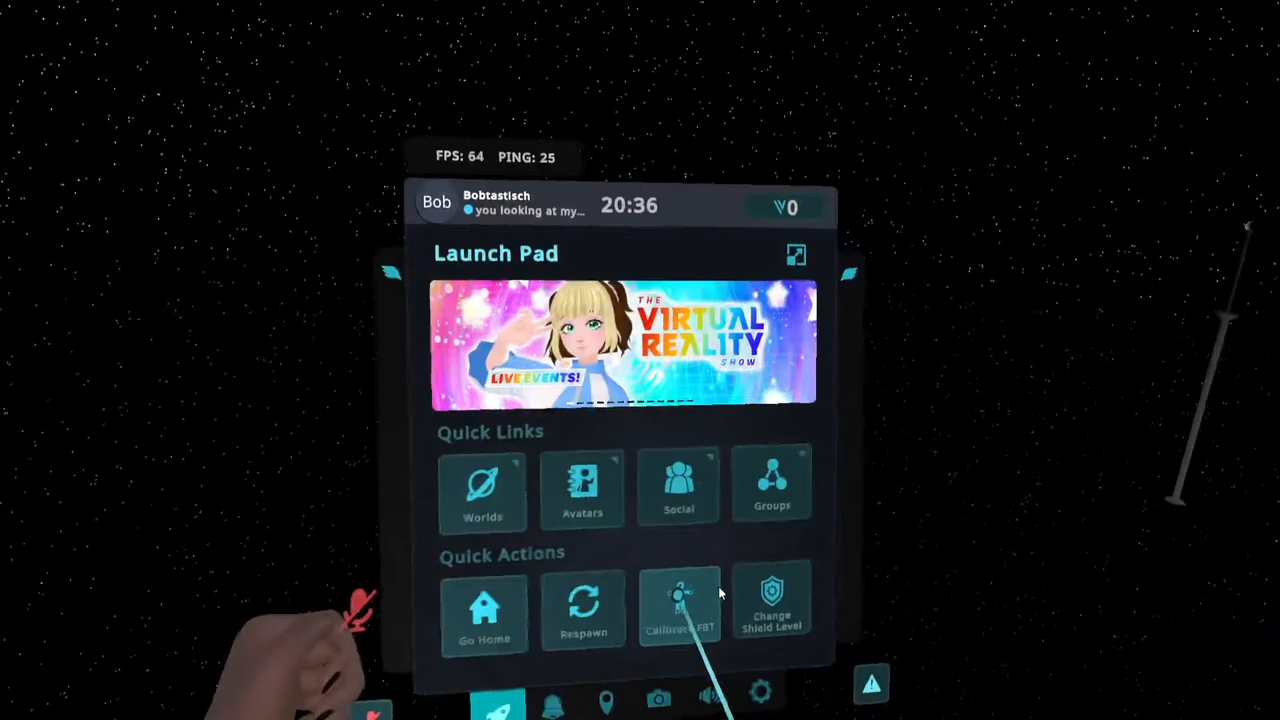 FPS: 64 PING: 25
Bob
Bobtastisch
you looking at my...
20:36
0
Launch Pad
THE
VIRTUAL
REALITY
SHOW
LIVE EVENTS!
Quick Links
Worlds
Avatars
Social
Groups
Quick Actions
Go Home
Respawn
Calibrate FBT
Change
Shield Level